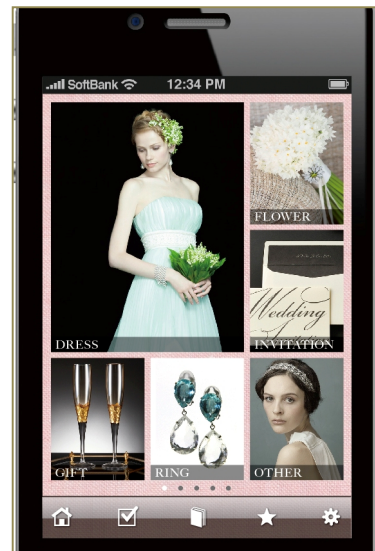 SoftBank 12:34 PM
FLOWER
Wedding
INVITATION
DRESS
GIFT
RING
OTHER